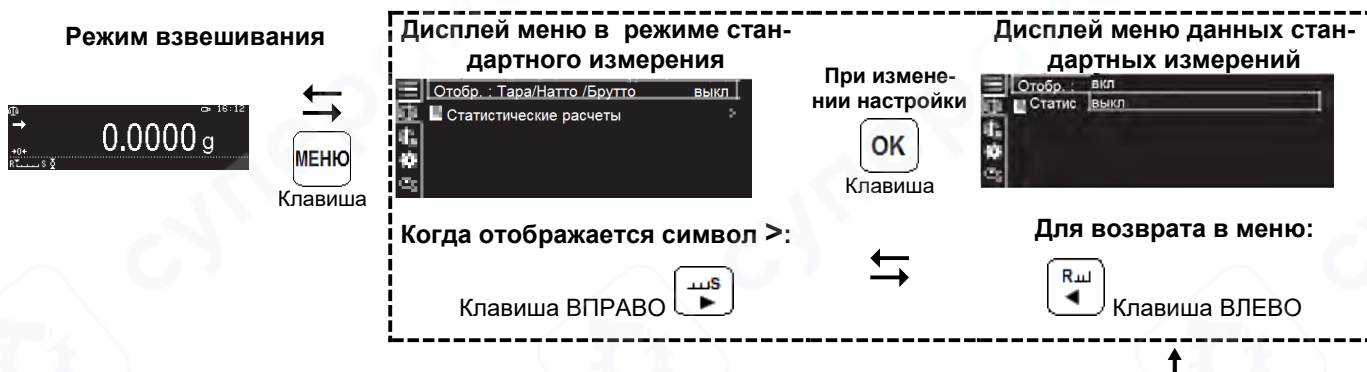 Режим взвешивания
16:12
0.0000 g
МЕНЮ
Клавиша
Дисплей меню в режиме стан-
дартного измерения
Отобр. : Тара/Натто /Брутто выкл
Статистические расчеты >
Когда отображается символ >:
Клавиша ВПРАВО
S
При измене-
нии настройки
OK
Клавиша
Дисплей меню данных стан-
дартных измерений
Отобр. : вкл
Статис выкл
Для возврата в меню:
R
Клавиша ВЛЕВО